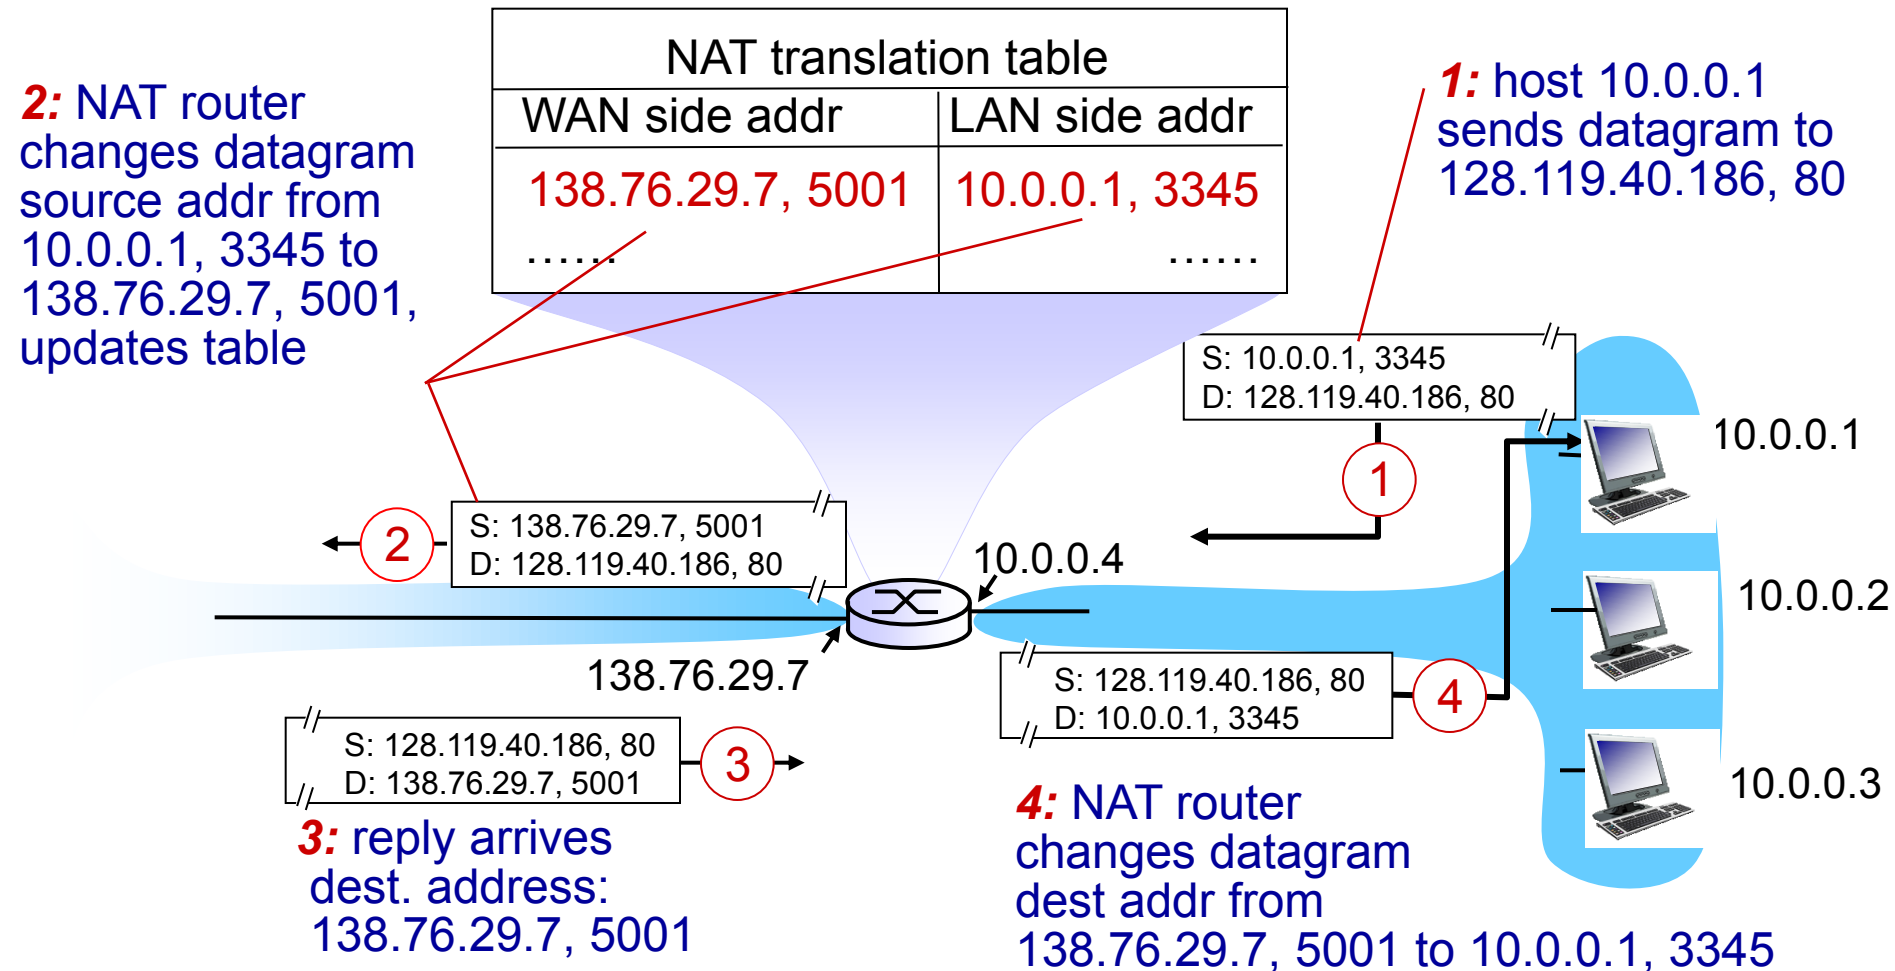 NAT translation table
WAN side addr LAN side addr
138.76.29.7, 5001 10.0.0.1, 3345
...... ......
2: NAT router
changes datagram
source addr from
10.0.0.1, 3345 to
138.76.29.7, 5001,
updates table
1: host 10.0.0.1
sends datagram to
128.119.40.186, 80
S: 10.0.0.1, 3345
D: 128.119.40.186, 80
1
10.0.0.1
S: 138.76.29.7, 5001
D: 128.119.40.186, 80
2
10.0.0.4
10.0.0.2
138.76.29.7
S: 128.119.40.186, 80
D: 10.0.0.1, 3345
4
S: 128.119.40.186, 80
D: 138.76.29.7, 5001
3
10.0.0.3
3: reply arrives
dest. address:
138.76.29.7, 5001
4: NAT router
changes datagram
dest addr from
138.76.29.7, 5001 to 10.0.0.1, 3345